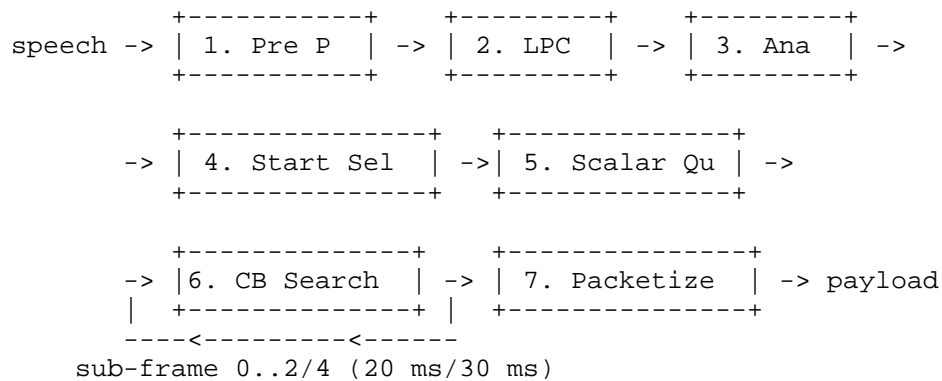 speech -> | 1. Pre P | -> | 2. LPC | -> | 3. Ana | ->
-> | 4. Start Sel | ->| 5. Scalar Qu | ->
-> |6. CB Search | -> | 7. Packetize | -> payload
sub-frame 0..2/4 (20 ms/30 ms)